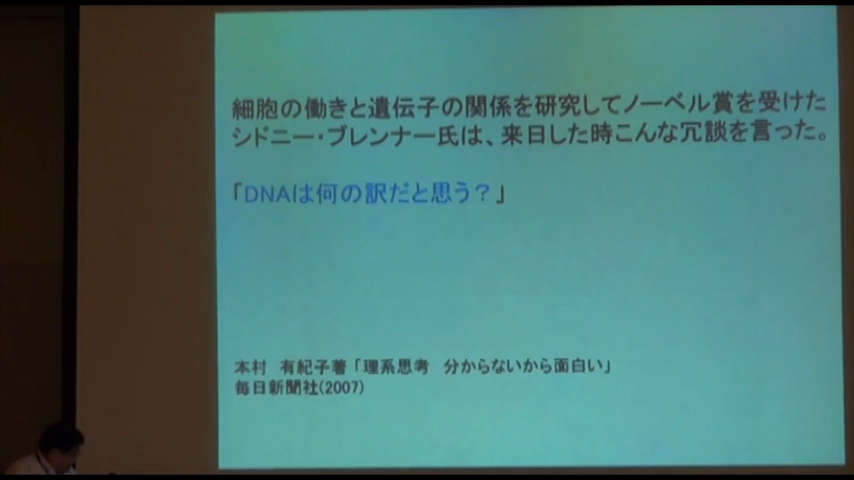 細胞の働きと遺伝子の関係を研究してノーベル賞を受けた
シドニー・ブレンナー氏は、来日した時こんな冗談を言った。
「DNAは何の訳だと思う？」
本村　有紀子著「理系思考　分からないから面白い」
毎日新聞社(2007)